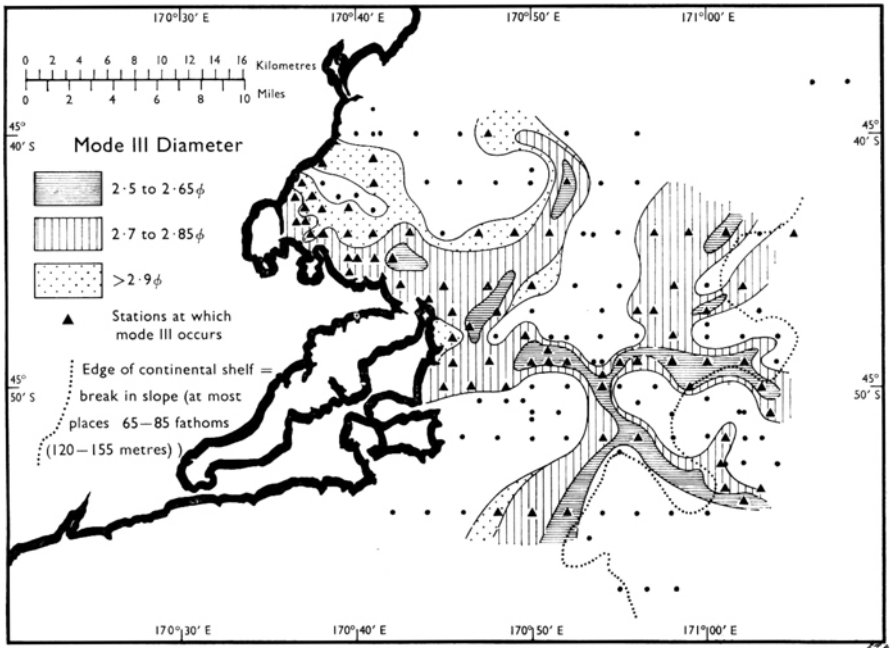 170° 30′ E 170° 40′ E 170° 50′ E 171° 00′ E
0 2 4 6 8 10 12 14 16 Kilometres
0 2 4 6 8 10 Miles
45° 45°
40′ S 40′ S
Mode III Diameter
2·5 to 2·65ϕ
2·7 to 2·85ϕ
>2·9ϕ
Stations at which
mode III occurs
Edge of continental shelf =
break in slope (at most
places 65–85 fathoms
(120–155 metres) )
45° 45°
50′ S 50′ S
170° 30′ E 170° 40′ E 170° 50′ E 171° 00′ E